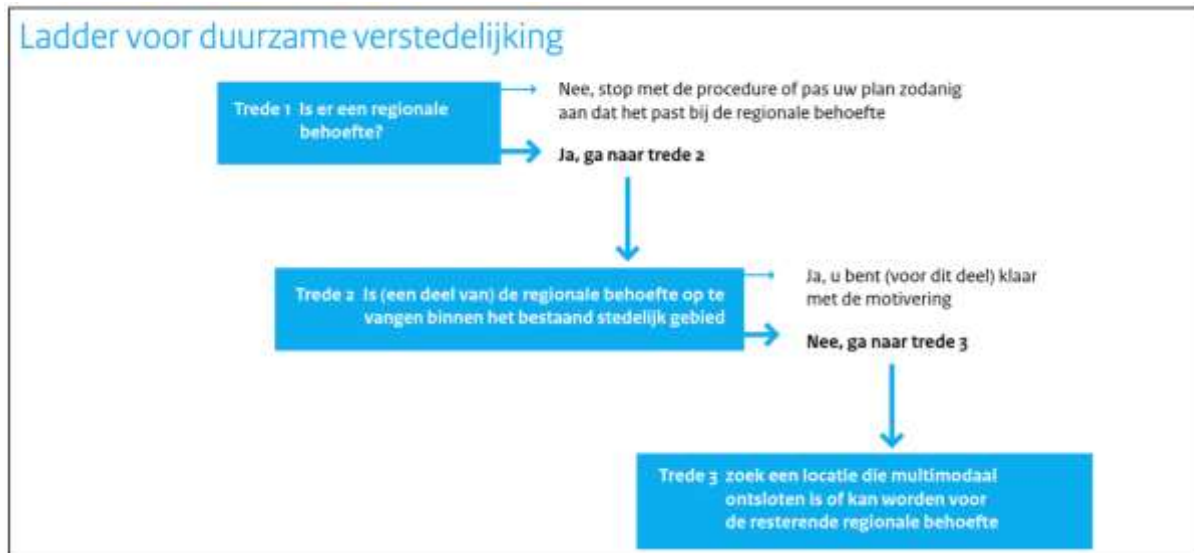 Ladder voor duurzame verstedelijking
Trede 1 Is er een regionale
behoefte?
Nee, stop met de procedure of pas uw plan zodanig
aan dat het past bij de regionale behoefte
Ja, ga naar trede 2
Trede 2 Is (een deel van) de regionale behoefte op te
vangen binnen het bestaand stedelijk gebied
Ja, u bent (voor dit deel) klaar
met de motivering
Nee, ga naar trede 3
Trede 3 zoek een locatie die multimodaal
ontsloten is of kan worden voor
de resterende regionale behoefte